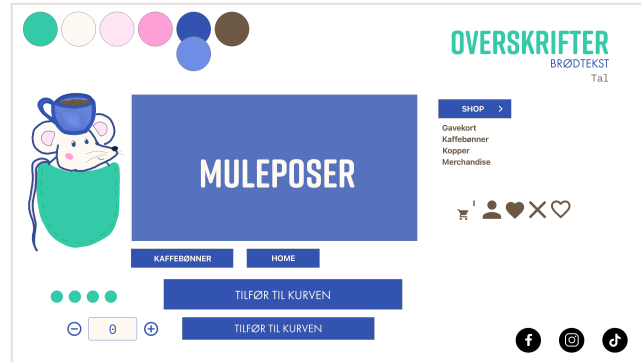 OVERSKRIFTER
BRØDTEKST
Tal
SHOP
Gavekort
Kaffebønner
Kopper
Merchandise
MULEPOSER
KAFFEBØNNER
HOME
TILFØR TIL KURVEN
0
TILFØR TIL KURVEN